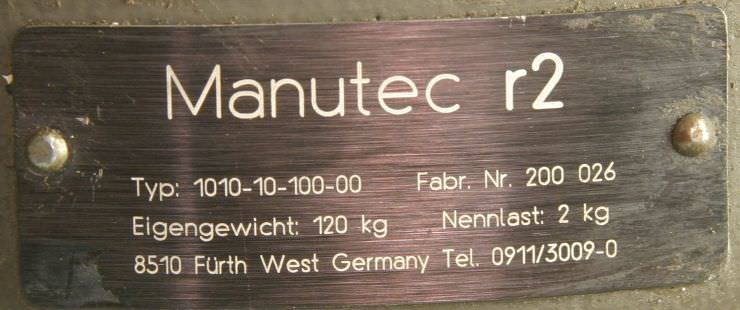 Manutec r2
Typ: 1010-10-100-00 Fabr. Nr. 200 026
Eigengewicht: 120 kg Nennlast: 2 kg
8510 Fürth West Germany Tel. 0911/3009-0